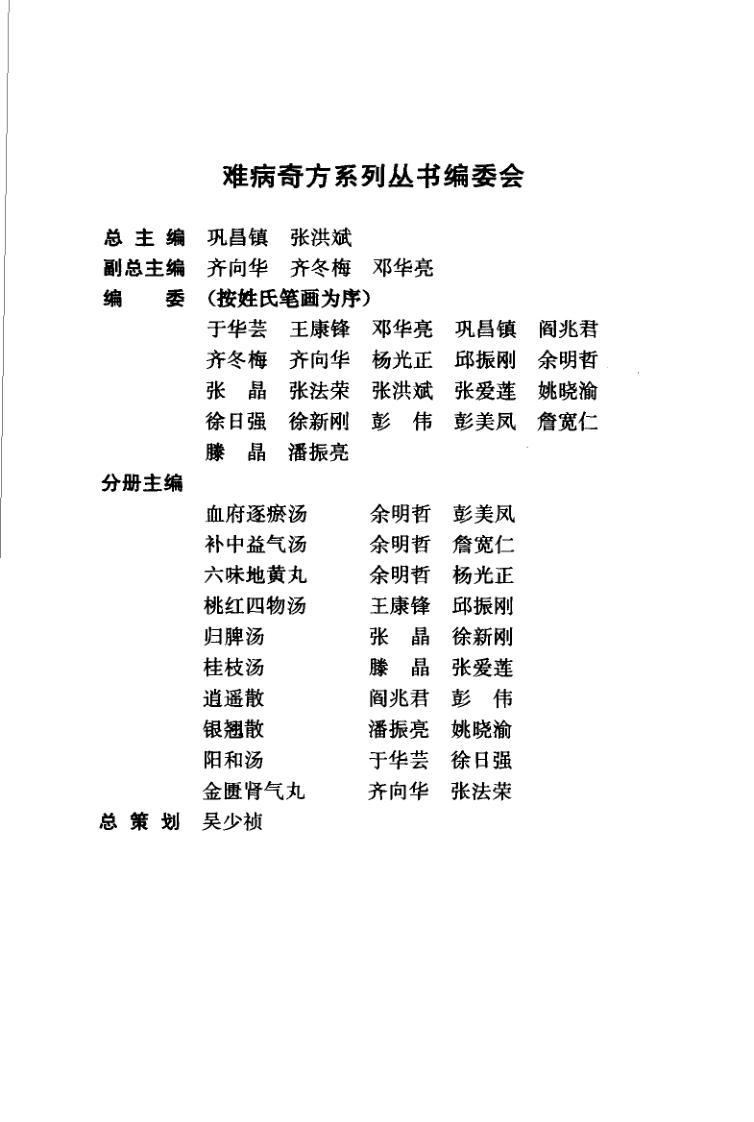 难病奇方系列丛书编委会
总 主 编 巩昌镇 张洪斌
副总主编 齐向华 齐冬梅 邓华亮
编 委 (按姓氏笔画为序)
于华芸 王康锋 邓华亮 巩昌镇 阎兆君
齐冬梅 齐向华 杨光正 邱振刚 余明哲
张 晶 张法荣 张洪斌 张爱莲 姚晓渝
徐日强 徐新刚 彭 伟 彭美凤 詹宽仁
滕 晶 潘振亮
分册主编
血府逐瘀汤 余明哲 彭美凤
补中益气汤 余明哲 詹宽仁
六味地黄丸 余明哲 杨光正
桃红四物汤 王康锋 邱振刚
归脾汤 张 晶 徐新刚
桂枝汤 滕 晶 张爱莲
逍遥散 阎兆君 彭 伟
银翘散 潘振亮 姚晓渝
阳和汤 于华芸 徐日强
金匮肾气丸 齐向华 张法荣
总 策 划 吴少祯